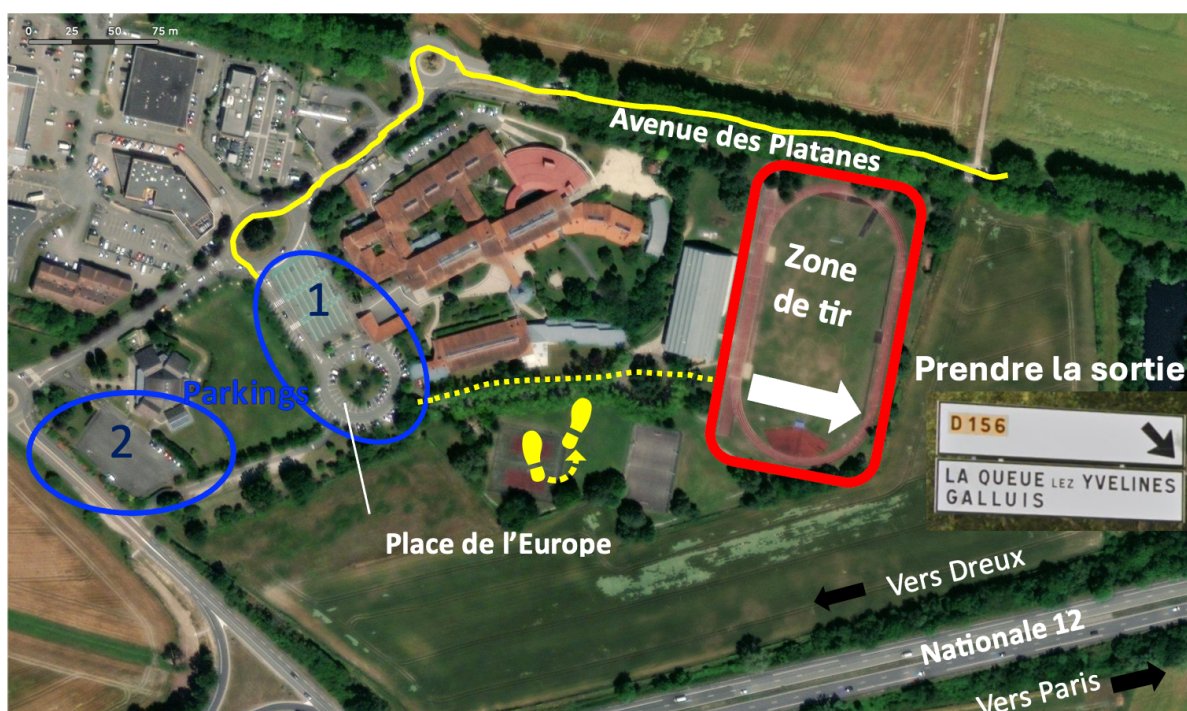 0 25 50 75 m
Avenue des Platanes
Zone
de tir
1
Parkings
2
Place de l'Europe
Prendre la sortie
D 156
LA QUEUE LEZ YVELINES
GALLUIS
Vers Dreux
Nationale 12
Vers Paris